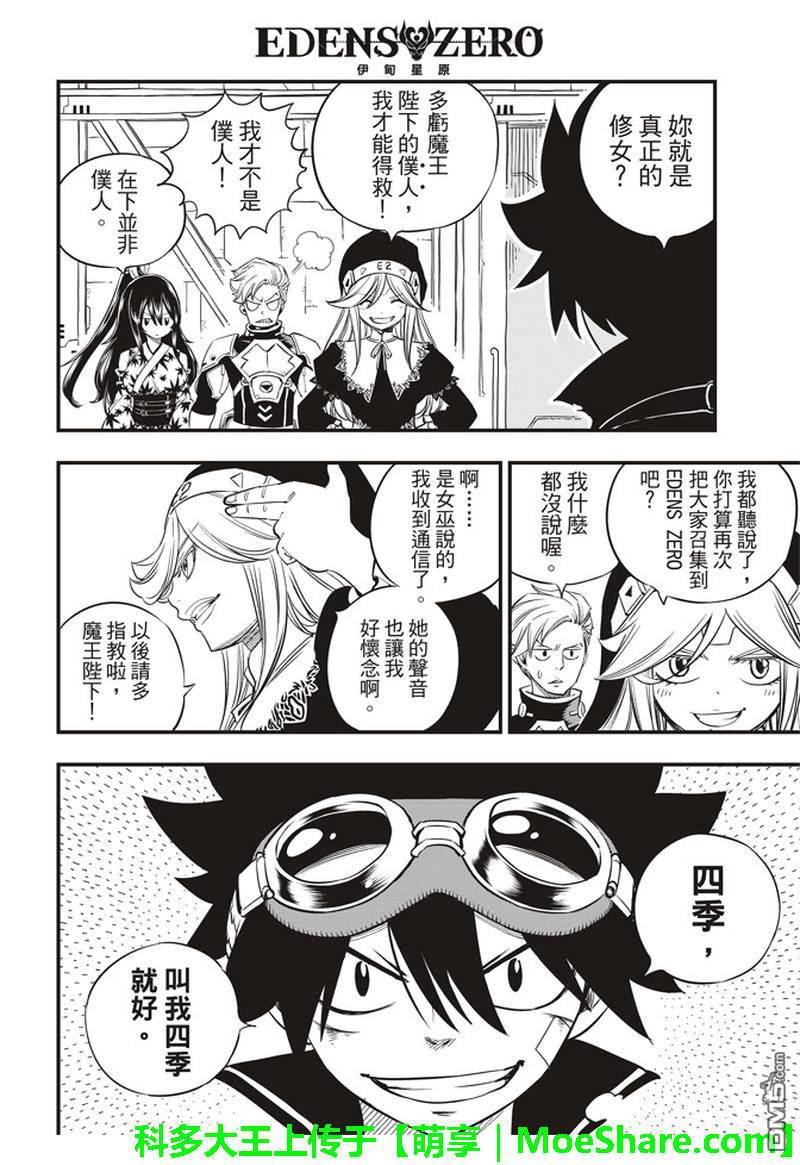 EDENS ZERO
伊甸星原
妳就是
真正的
修女？
多虧魔王
陛下的僕人，
我才能得救！
我才不是
僕人！
在下並非
僕人。
E2
我都聽說了，
你打算再次
把大家召集到
EDENS ZERO
吧？
我什麼
都沒說喔。
E2
啊……
是女巫說的，
我收到通信了。
她的聲音
也讓我
好懷念啊。
以後請多
指教啦，
魔王陛下！
四季，
叫我四季
就好。
DM5.com
科多大王上传于【萌享 | MoeShare.com】